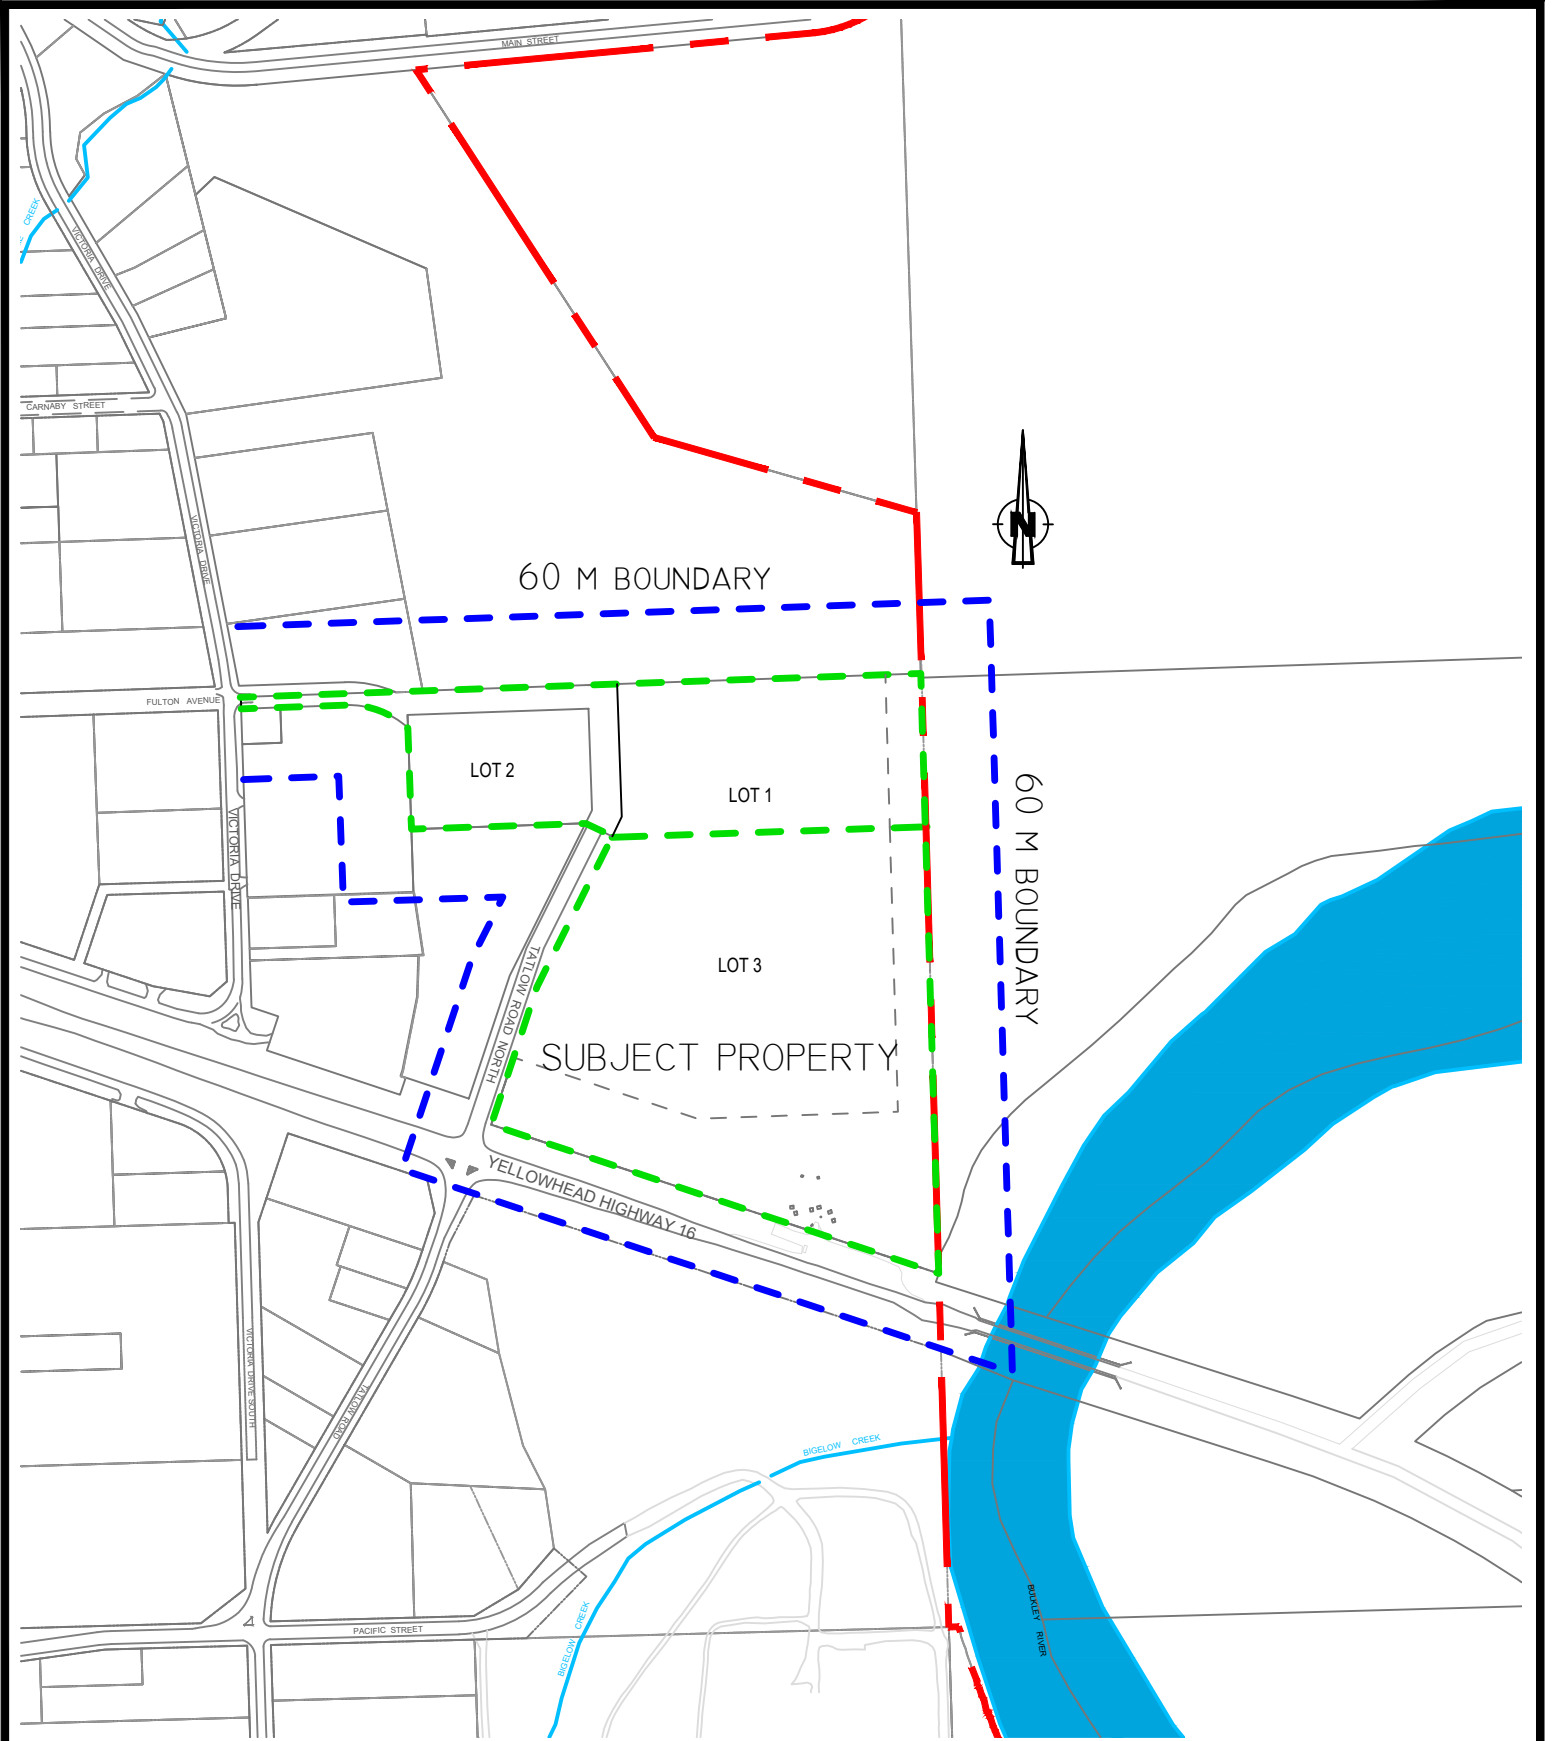 MAIN STREET
CREEK
VICTORIA DRIVE
CARNABY STREET
N
VICTORIA DRIVE
60 M BOUNDARY
FULTON AVENUE
LOT 2
LOT 1
60 M BOUNDARY
VICTORIA DRIVE
LOT 3
TATLOW ROAD NORTH
SUBJECT PROPERTY
YELLOWHEAD HIGHWAY 16
VICTORIA DRIVE SOUTH
TATLOW ROAD
BIGELOW CREEK
BULKLEY RIVER
BIGELOW CREEK
PACIFIC STREET